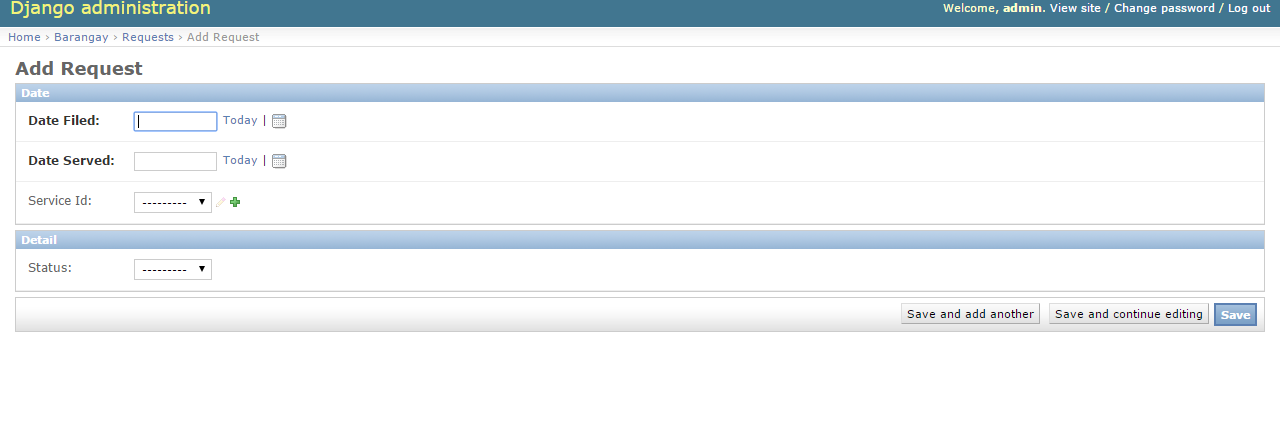 Django administration
Welcome, admin. View site / Change password / Log out
Home › Barangay › Requests › Add Request
Add Request
Date
Date Filed: Today |
Date Served: Today |
Service Id: ---------
Detail
Status: ---------
Save and add another Save and continue editing Save